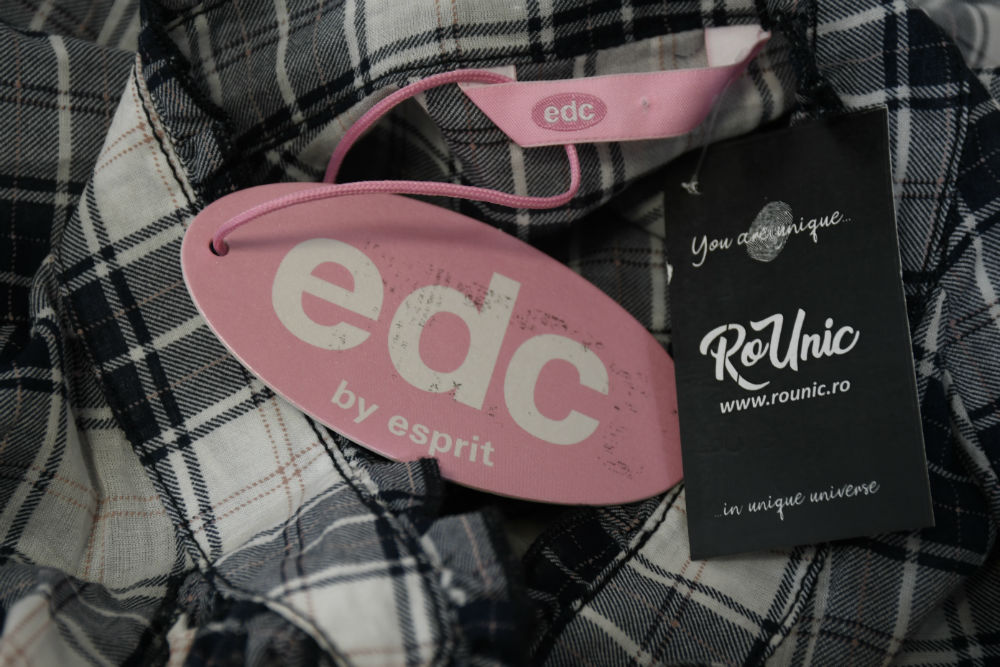 edc
edc
by esprit
You are unique...
RoUnic
www.rounic.ro
...in unique universe